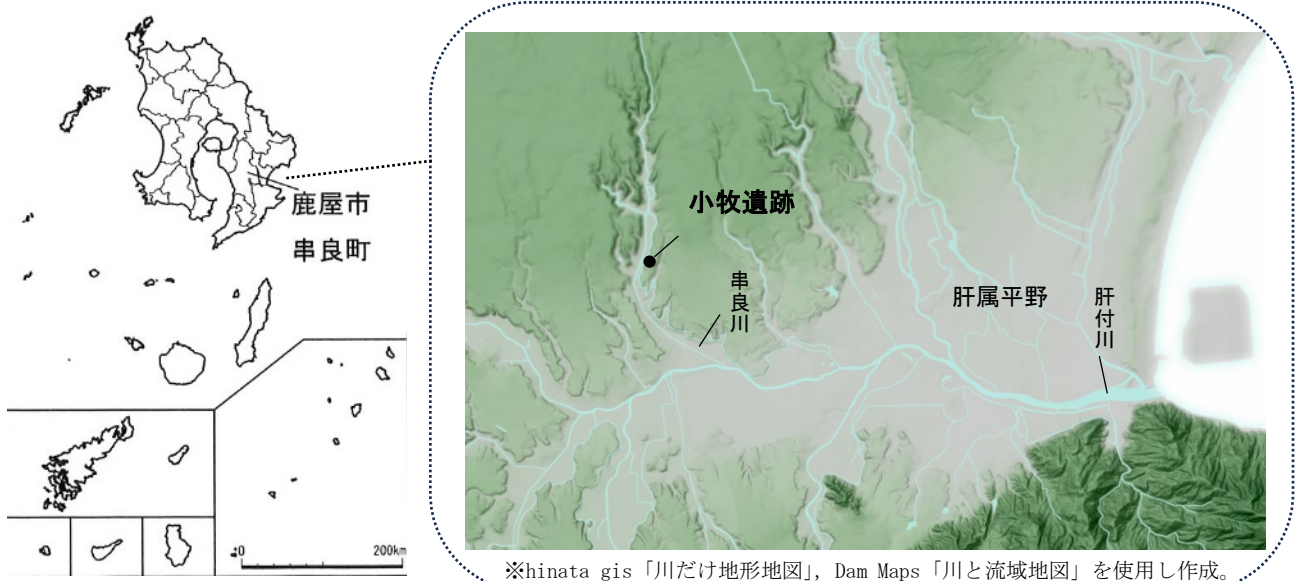 鹿屋市
串良町
0
200km
小牧遺跡
串良川
肝属平野
肝付川
※hinata gis「川だけ地形地図」，Dam Maps「川と流域地図」を使用し作成。